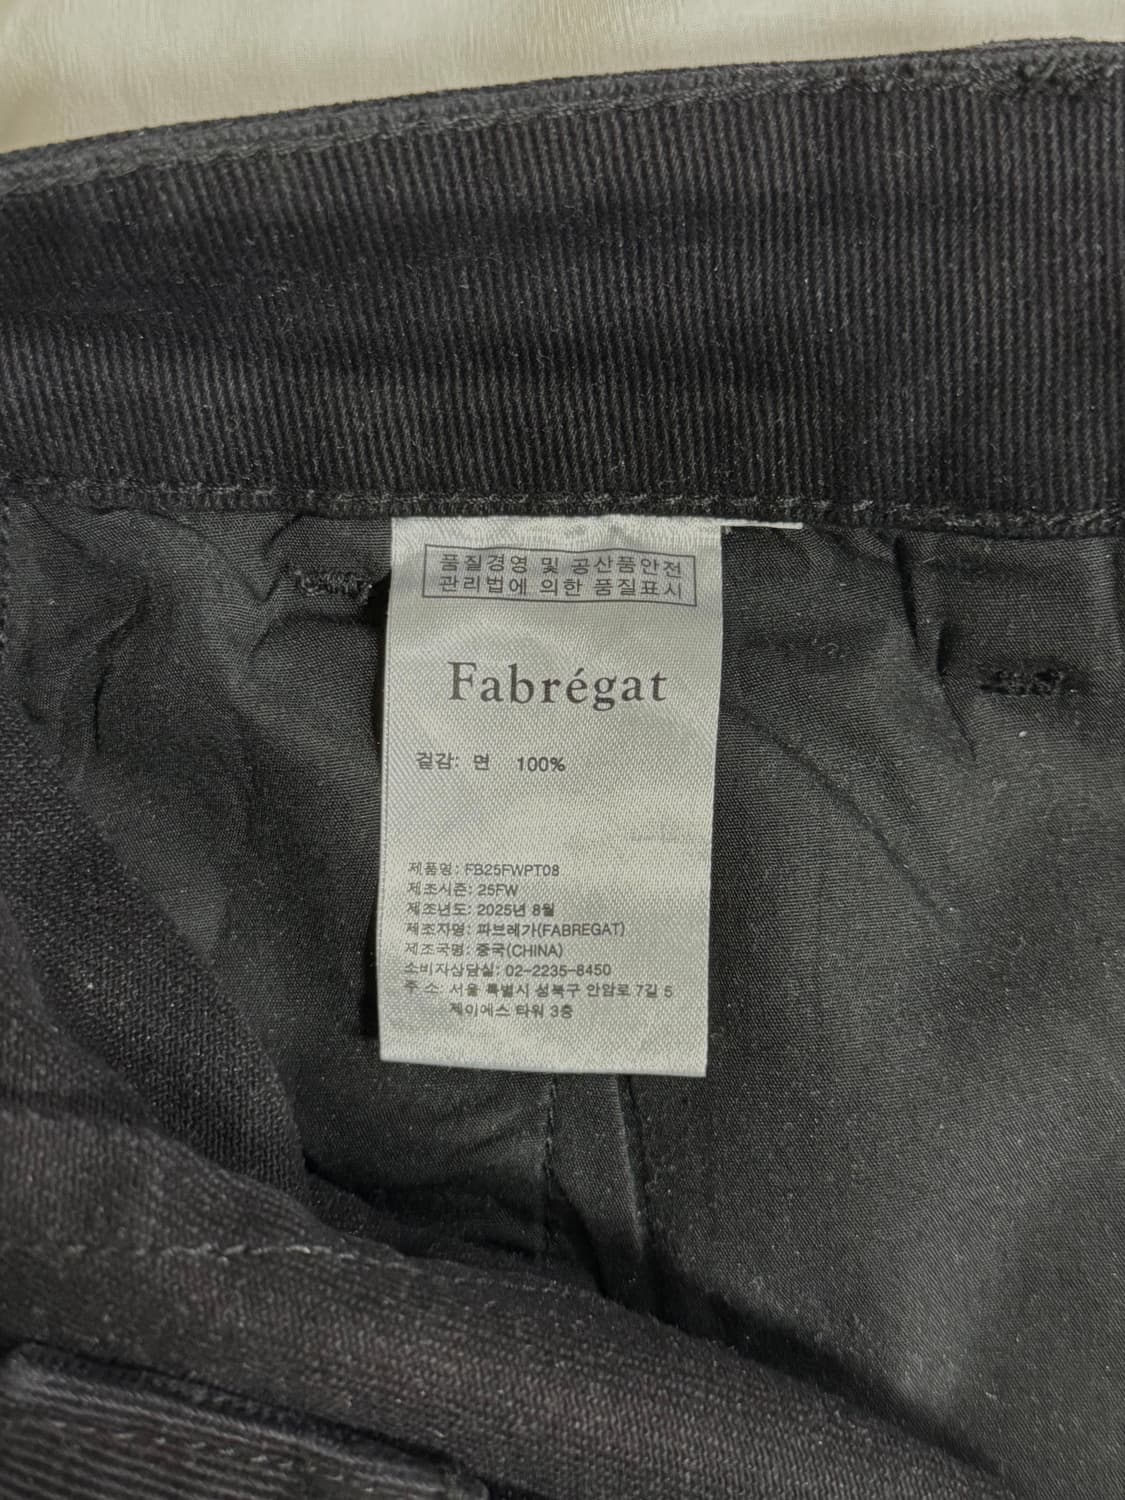 품질경영 및 공산품안전
관리법에 의한 품질표시
Fabrégat
겉감: 면 100%
제품명: FB25FWPT08
제조시즌: 25FW
제조년도: 2025년 8월
제조자명: 파브레가(FABREGAT)
제조국명: 중국(CHINA)
소비자상담실: 02-2235-8450
주 소: 서울 특별시 성북구 안암로 7길 5
제이에스 타워 3층